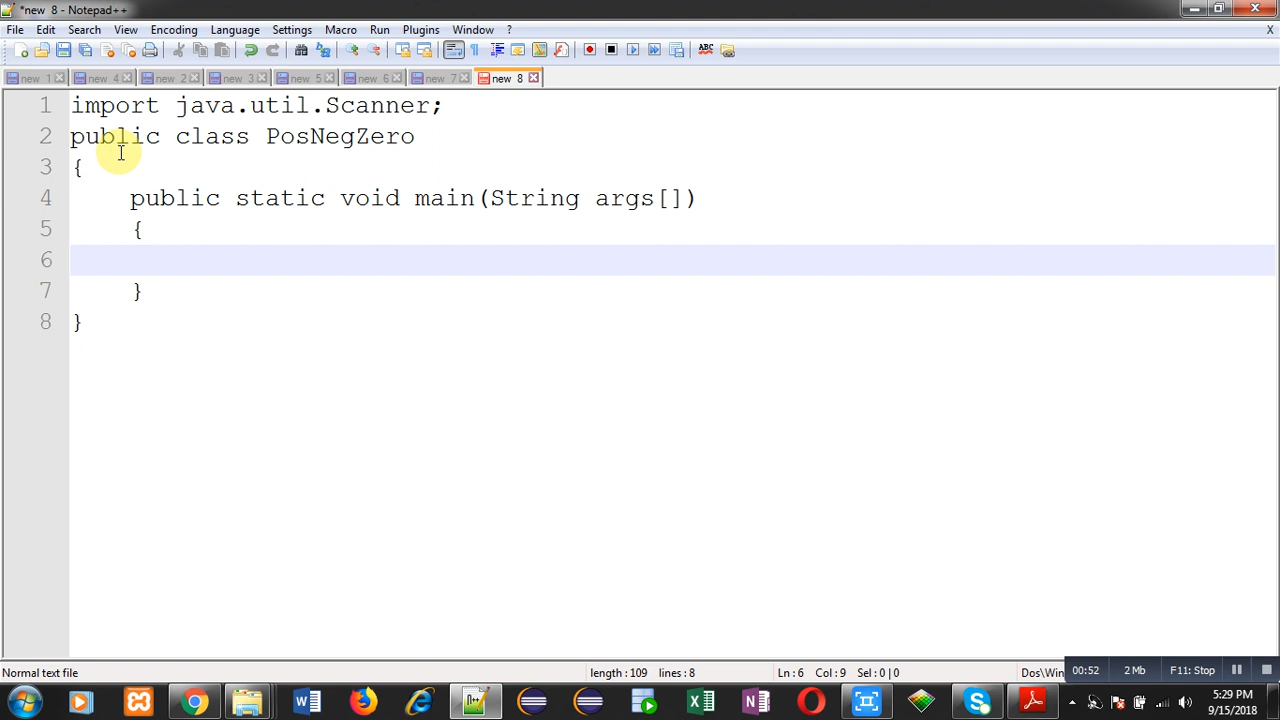 *new 8 - Notepad++
File Edit Search View Encoding Language Settings Macro Run Plugins Window ? X
new 1 new 4 new 2 new 3 new 5 new 6 new 7 new 8
1 import java.util.Scanner;
2 public class PosNegZero
3 {
4 public static void main(String args[])
5 {
6
7 }
8 }
Normal text file length : 109 lines : 8 Ln : 6 Col : 9 Sel : 0 | 0 Dos\Win 00:52 2 Mb F11: Stop
5:29 PM
9/15/2018